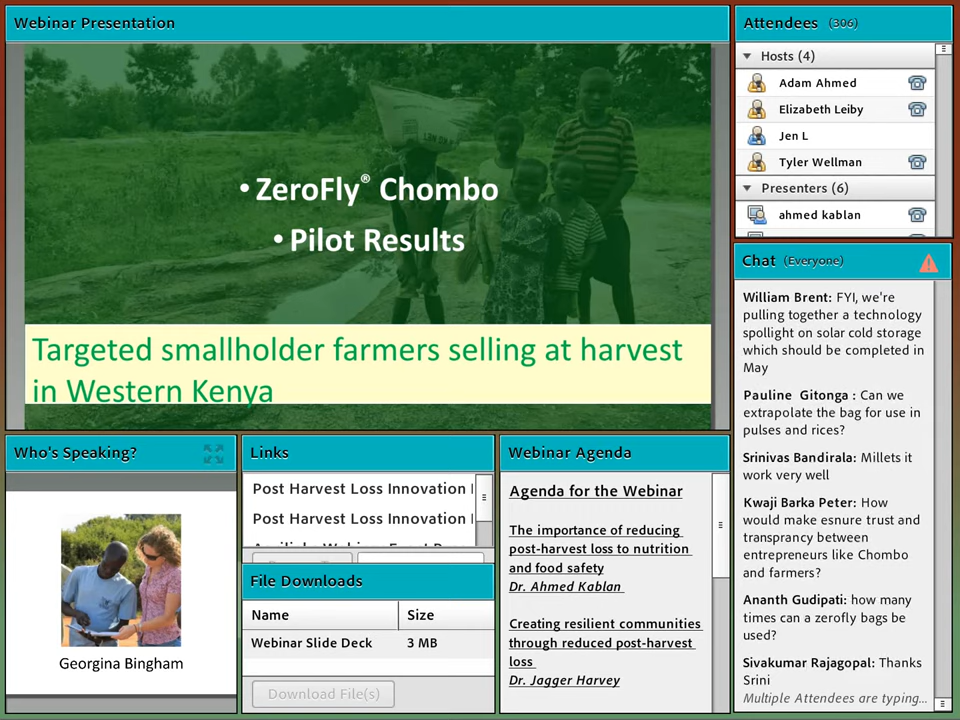 Webinar Presentation
• ZeroFly® Chombo
• Pilot Results
Targeted smallholder farmers selling at harvest
in Western Kenya
Attendees (306)
Hosts (4)
Adam Ahmed
Elizabeth Leiby
Jen L
Tyler Wellman
Presenters (6)
ahmed kablan
Chat (Everyone)
William Brent: FYI, we're
pulling together a technology
spollight on solar cold storage
which should be completed in
May
Pauline Gitonga : Can we
extrapolate the bag for use in
pulses and rices?
Srinivas Bandirala: Millets it
work very well
Kwaji Barka Peter: How
would make esnure trust and
transprancy between
entrepreneurs like Chombo
and farmers?
Ananth Gudipati: how many
times can a zerofly bags be
used?
Sivakumar Rajagopal: Thanks
Srini
Multiple Attendees are typing...
Who's Speaking?
Georgina Bingham
Links
Post Harvest Loss Innovation
Post Harvest Loss Innovation
File Downloads
Name Size
Webinar Slide Deck 3 MB
Download File(s)
Webinar Agenda
Agenda for the Webinar
The importance of reducing
post-harvest loss to nutrition
and food safety
Dr. Ahmed Kablan
Creating resilient communities
through reduced post-harvest
loss
Dr. Jagger Harvey